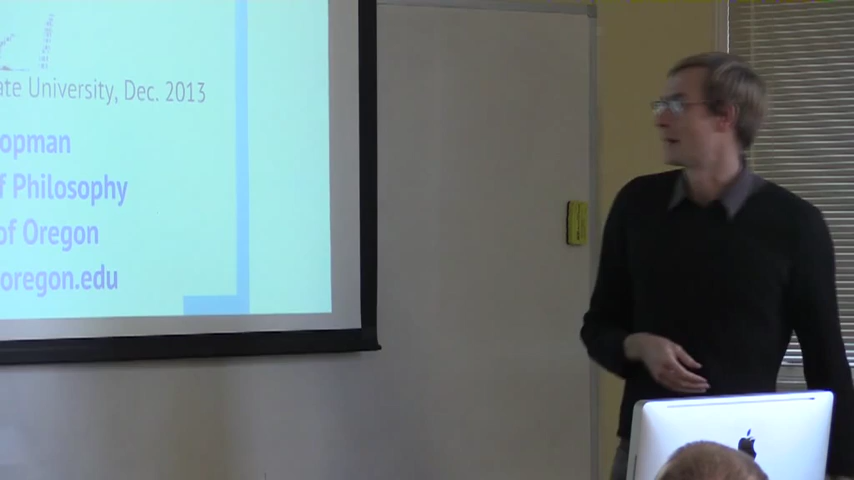 ate University, Dec. 2013
opman
f Philosophy,
of Oregon
oregon.edu